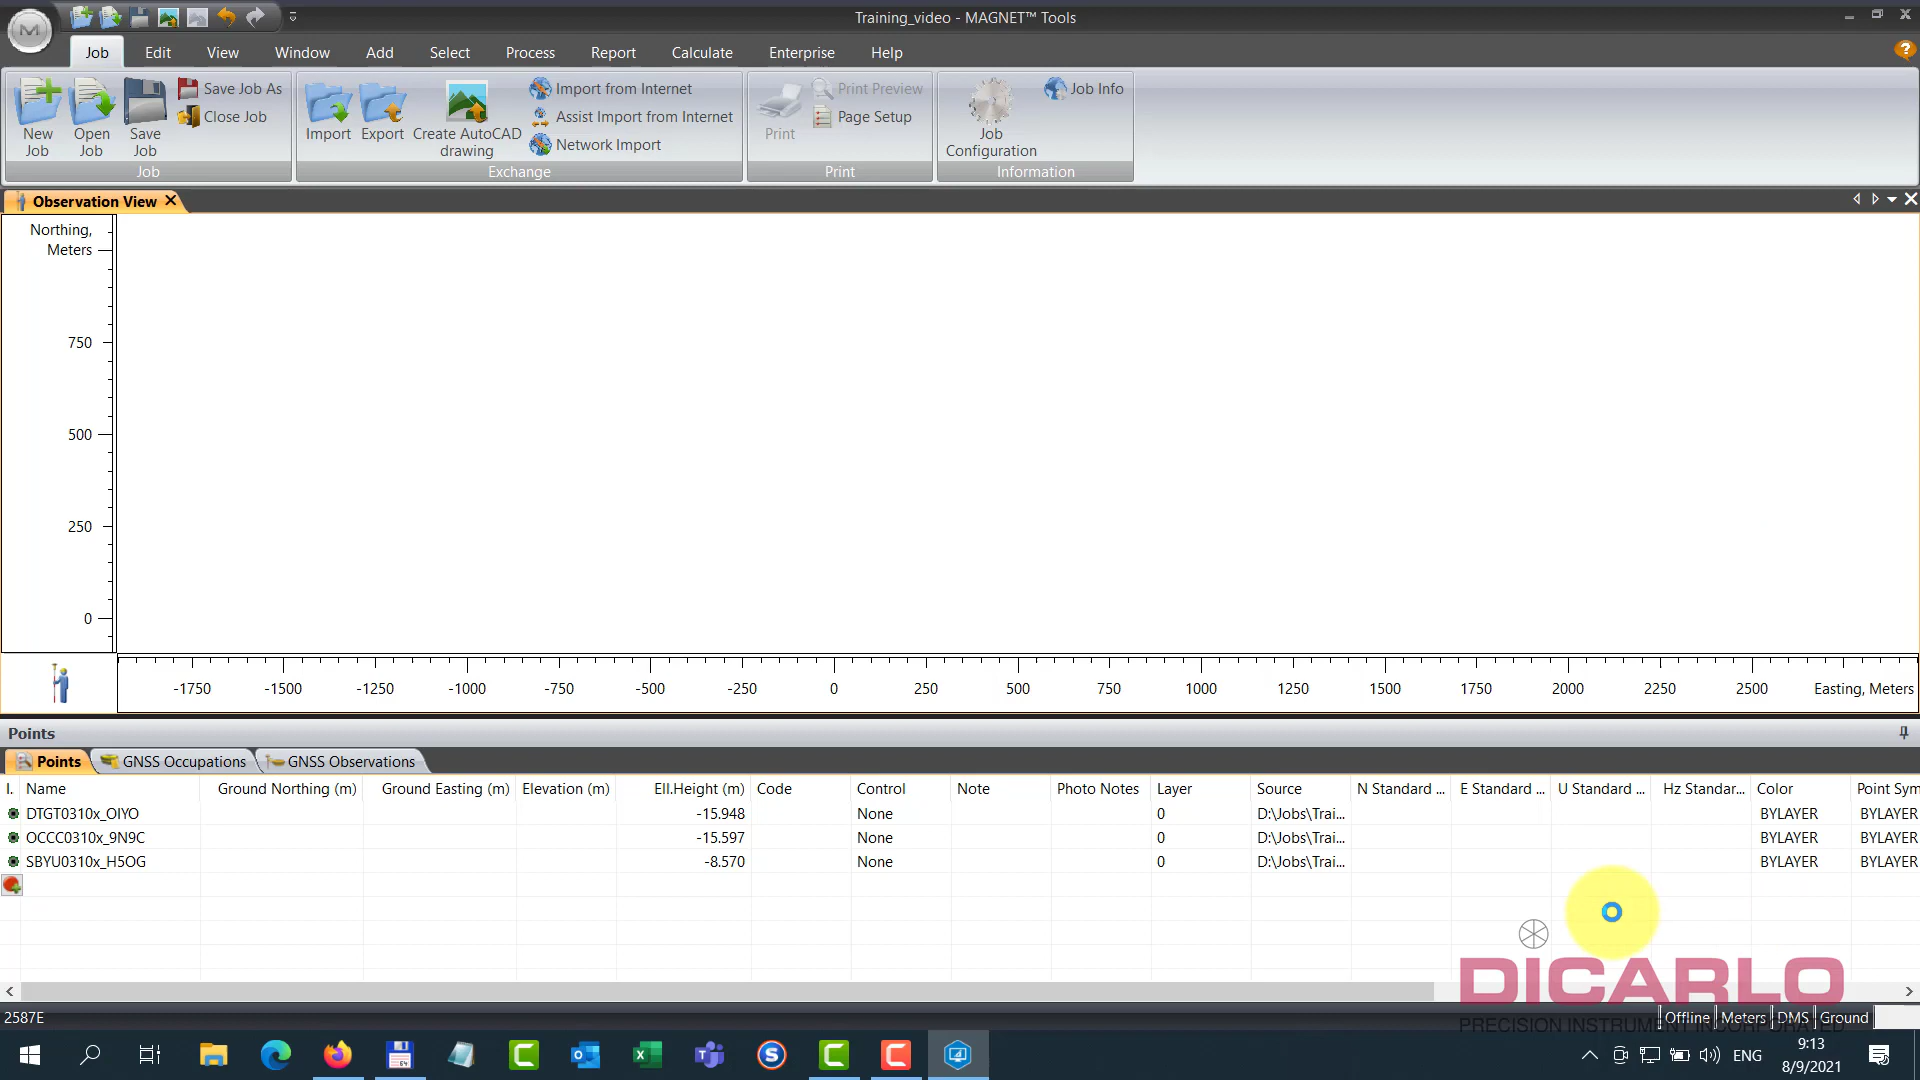 Training_video - MAGNET™ Tools
Job Edit View Window Add Select Process Report Calculate Enterprise Help
New Job
Open Job
Save Job
Save Job As
Close Job
Job
Import
Export
Create AutoCAD drawing
Import from Internet
Assist Import from Internet
Network Import
Exchange
Print
Print Preview
Page Setup
Print
Job Configuration
Job Info
Information
Observation View
Northing, Meters
750
500
250
0
-1750 -1500 -1250 -1000 -750 -500 -250 0 250 500 750 1000 1250 1500 1750 2000 2250 2500 Easting, Meters
Points
Points GNSS Occupations GNSS Observations
I. Name Ground Northing (m) Ground Easting (m) Elevation (m) Ell.Height (m) Code Control Note Photo Notes Layer Source N Standard ... E Standard ... U Standard ... Hz Standar... Color Point Sym
DTGT0310x_OIYO -15.948 None 0 D:\Jobs\Trai... BYLAYER BYLAYER
OCCC0310x_9N9C -15.597 None 0 D:\Jobs\Trai... BYLAYER BYLAYER
SBYU0310x_H5OG -8.570 None 0 D:\Jobs\Trai... BYLAYER BYLAYER
DICARLO
PRECISION INSTRUMENT INCORPORATED
2587E
Offline Meters DMS Ground
ENG
9:13
8/9/2021